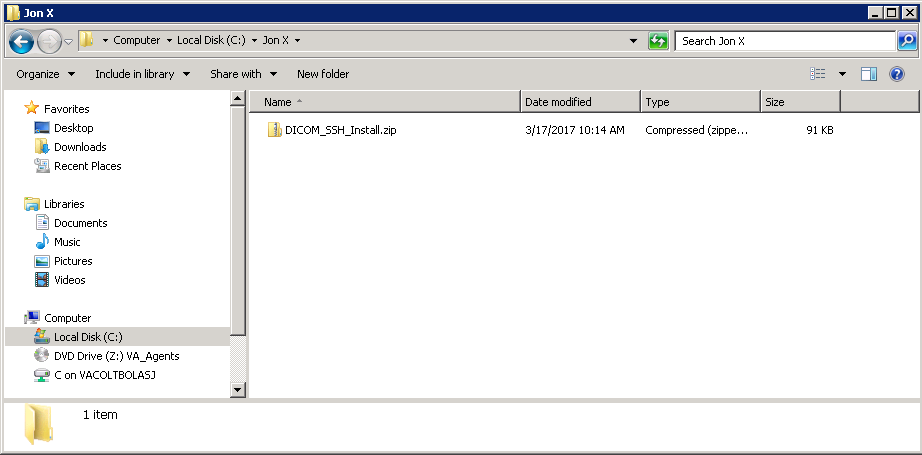 Jon X
Computer Local Disk (C:) Jon X Search Jon X
Organize Include in library Share with New folder
Favorites
Desktop
Downloads
Recent Places
Libraries
Documents
Music
Pictures
Videos
Computer
Local Disk (C:)
DVD Drive (Z:) VA_Agents
C on VACOLTBOLASJ
Name Date modified Type Size
DICOM_SSH_Install.zip 3/17/2017 10:14 AM Compressed (zippe... 91 KB
1 item